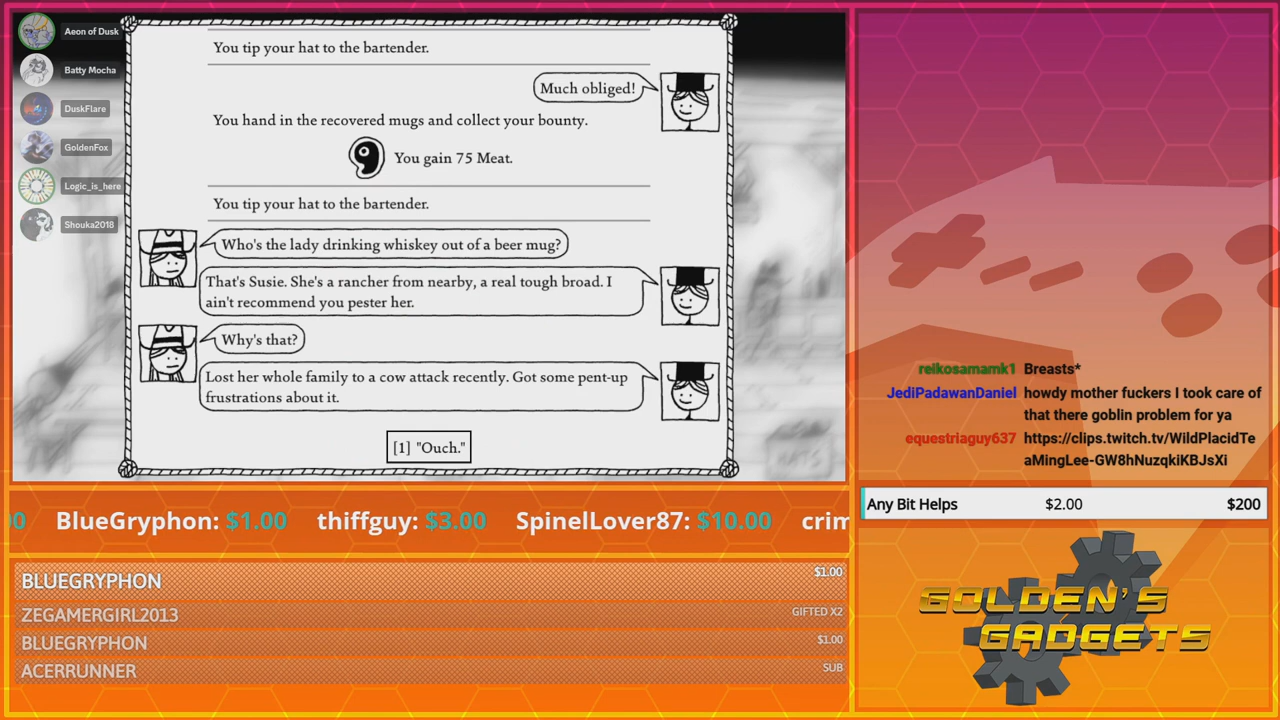 Aeon of Dusk
Batty Mocha
DuskFlare
GoldenFox
Logic_is_here
Shouka2018
You tip your hat to the bartender.
Much obliged!
You hand in the recovered mugs and collect your bounty.
You gain 75 Meat.
You tip your hat to the bartender.
Who's the lady drinking whiskey out of a beer mug?
That's Susie. She's a rancher from nearby, a real tough broad. I
ain't recommend you pester her.
Why's that?
Lost her whole family to a cow attack recently. Got some pent-up
frustrations about it.
[1] "Ouch."
reikosamamk1 Breasts*
JediPadawanDaniel howdy mother fuckers I took care of
that there goblin problem for ya
equestriaguy637 https://clips.twitch.tv/WildPlacidTe
aMingLee-GW8hNuzqkiKBJsXi
Any Bit Helps $2.00 $200
00 BlueGryphon: $1.00 thiffguy: $3.00 SpinelLover87: $10.00 crim
BLUEGRYPHON $1.00
ZEGAMERGIRL2013 GIFTED X2
BLUEGRYPHON $1.00
ACERRUNNER SUB
GOLDEN'S
GADGETS